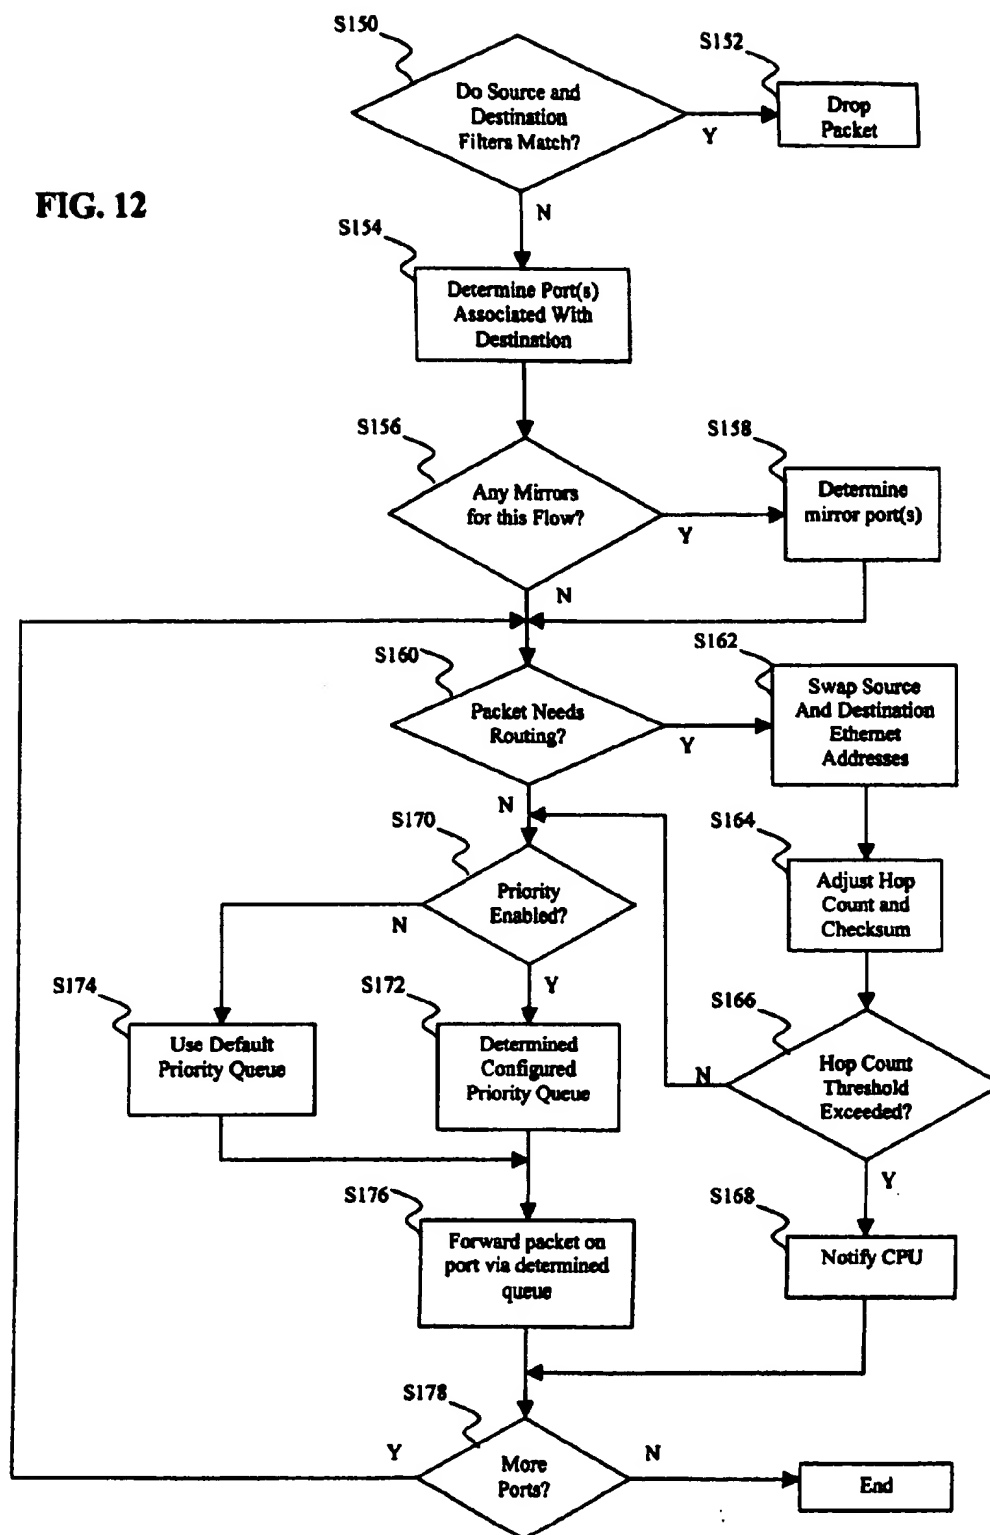 S150
Do Source and
Destination
Filters Match?
Y
S152
Drop
Packet
FIG. 12
N
S154
Determine Port(s)
Associated With
Destination
S156
Any Mirrors
for this Flow?
Y
S158
Determine
mirror port(s)
N
S160
Packet Needs
Routing?
Y
S162
Swap Source
And Destination
Ethernet
Addresses
N
S170
Priority
Enabled?
N
Y
S164
Adjust Hop
Count and
Checksum
S174
Use Default
Priority Queue
S172
Determined
Configured
Priority Queue
S166
Hop Count
Threshold
Exceeded?
N
Y
S176
Forward packet on
port via determined
queue
S168
Notify CPU
S178
More
Ports?
Y
N
End